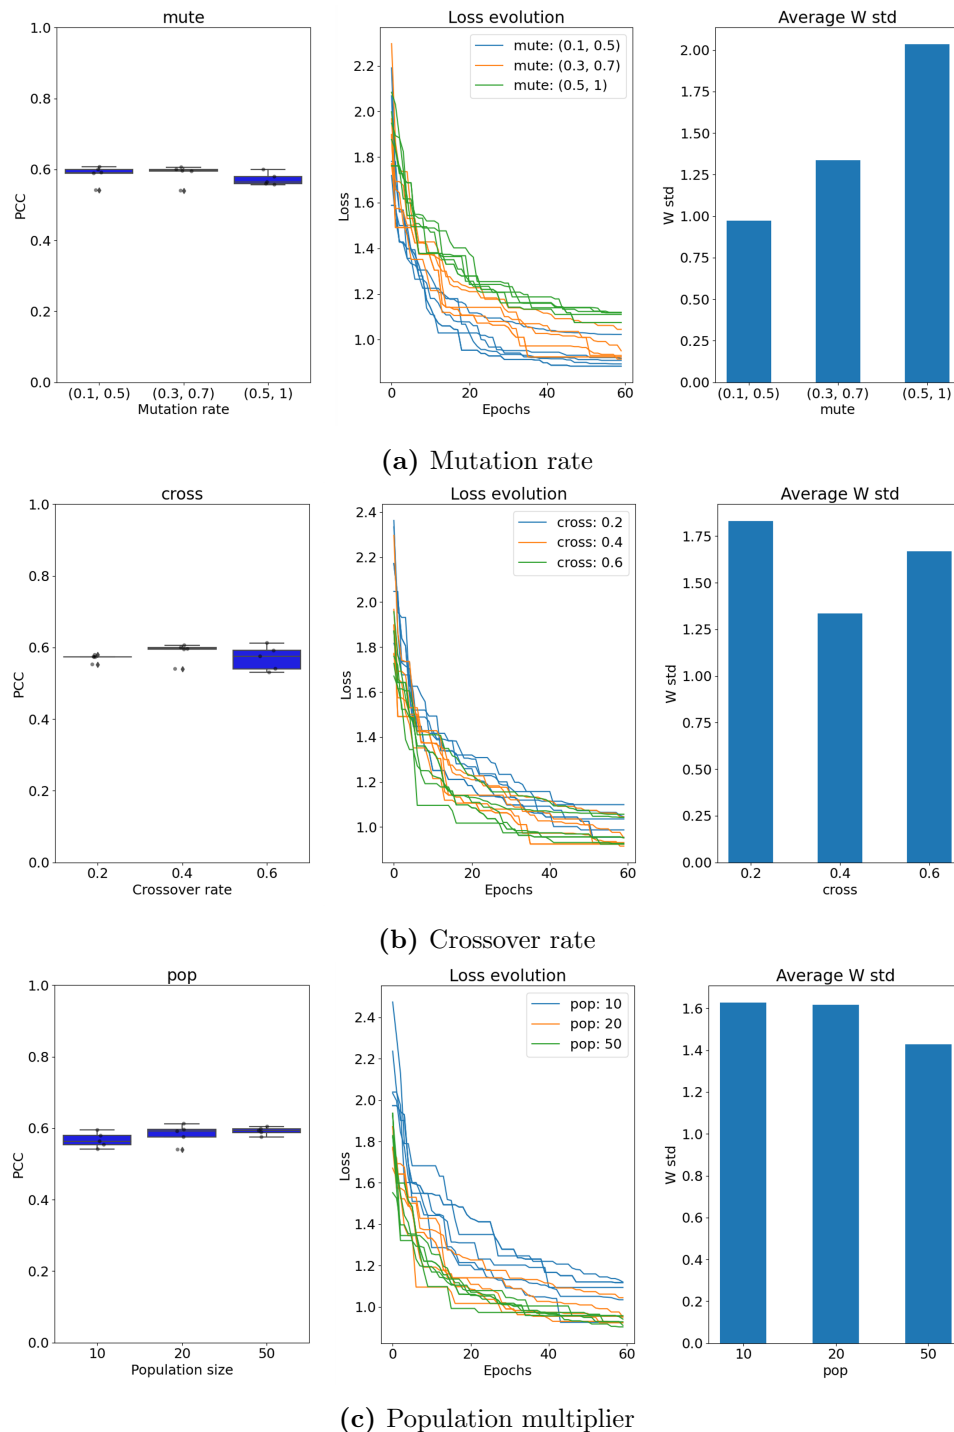 mute
Loss evolution
Average W std
1.0
0.8
0.6
0.4
0.2
0.0
PCC
(0.1, 0.5)
(0.3, 0.7)
(0.5, 1)
Mutation rate
mute: (0.1, 0.5)
mute: (0.3, 0.7)
mute: (0.5, 1)
2.2
2.0
1.8
1.6
1.4
1.2
1.0
Loss
0
20
40
60
Epochs
2.00
1.75
1.50
1.25
1.00
0.75
0.50
0.25
0.00
W std
(0.1, 0.5)
(0.3, 0.7)
(0.5, 1)
mute
(a) Mutation rate
cross
Loss evolution
Average W std
1.0
0.8
0.6
0.4
0.2
0.0
PCC
0.2
0.4
0.6
Crossover rate
cross: 0.2
cross: 0.4
cross: 0.6
2.4
2.2
2.0
1.8
1.6
1.4
1.2
1.0
Loss
0
20
40
60
Epochs
1.75
1.50
1.25
1.00
0.75
0.50
0.25
0.00
W std
0.2
0.4
0.6
cross
(b) Crossover rate
pop
Loss evolution
Average W std
1.0
0.8
0.6
0.4
0.2
0.0
PCC
10
20
50
Population size
pop: 10
pop: 20
pop: 50
2.4
2.2
2.0
1.8
1.6
1.4
1.2
1.0
Loss
0
20
40
60
Epochs
1.6
1.4
1.2
1.0
0.8
0.6
0.4
0.2
0.0
W std
10
20
50
pop
(c) Population multiplier